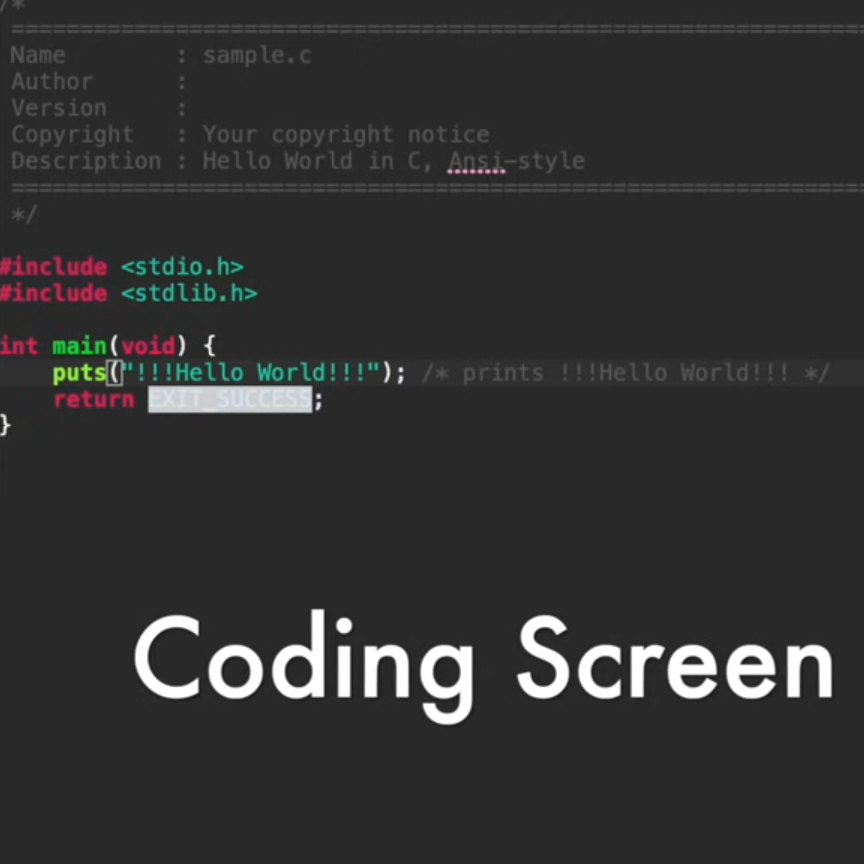 /*
============================================================
Name        : sample.c
Author      :
Version     :
Copyright   : Your copyright notice
Description : Hello World in C, Ansi-style
============================================================
*/
#include <stdio.h>
#include <stdlib.h>
int main(void) {
    puts("!!!Hello World!!!"); /* prints !!!Hello World!!! */
    return EXIT_SUCCESS;
}
Coding Screen